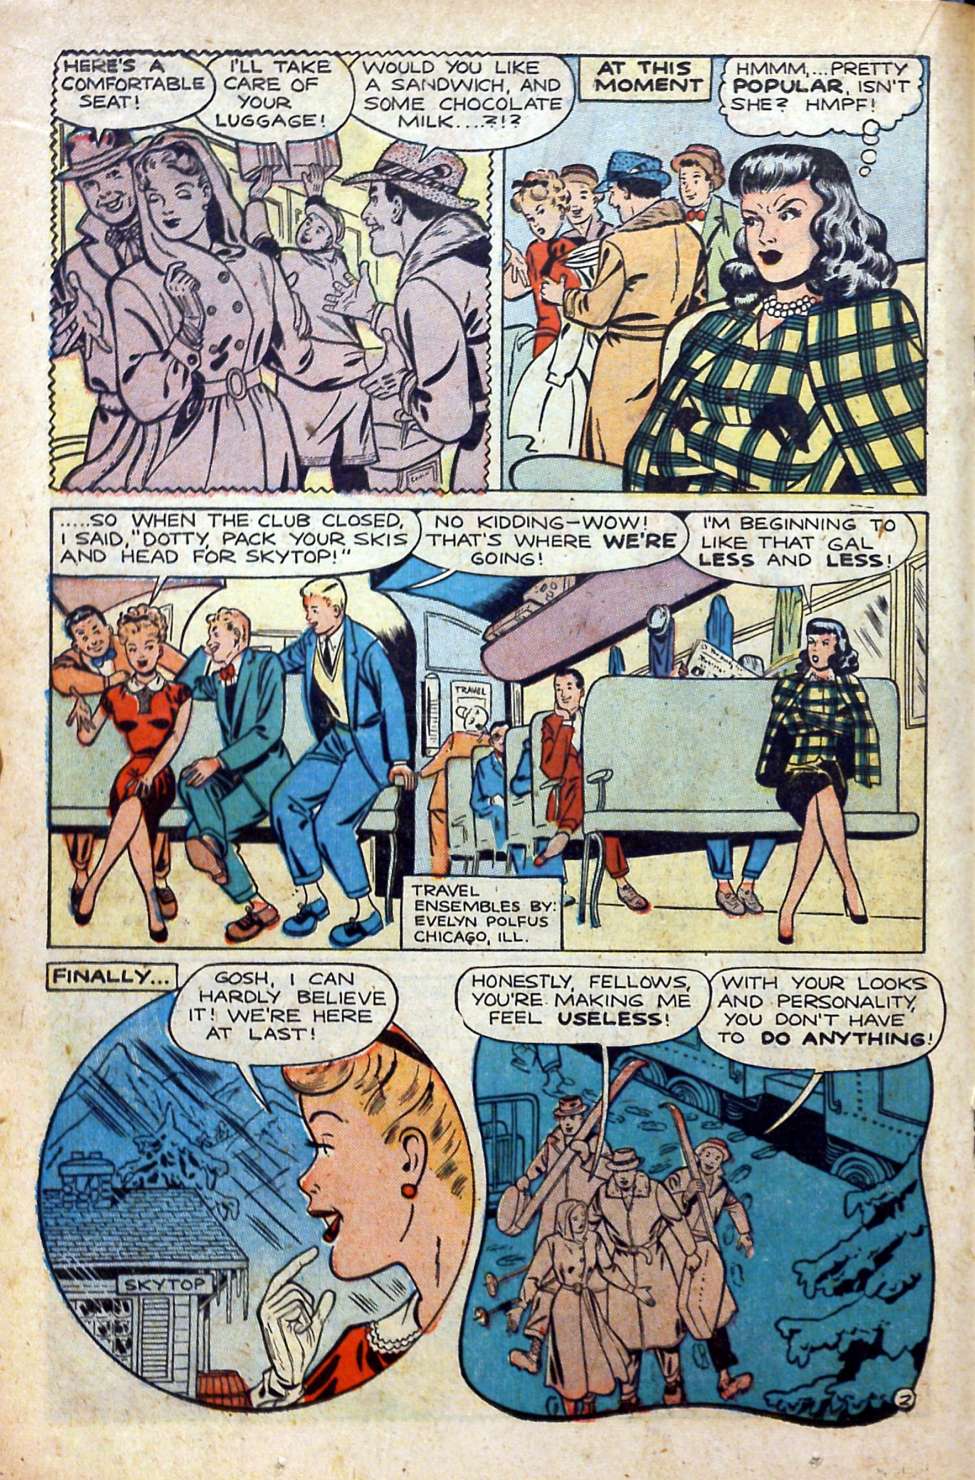 HERE'S A
COMFORTABLE
SEAT!
I'LL TAKE
CARE OF
YOUR
LUGGAGE!
WOULD YOU LIKE
A SANDWICH, AND
SOME CHOCOLATE
MILK....?!?
AT THIS
MOMENT
HMMM,...PRETTY
POPULAR, ISN'T
SHE? HMPF!
.....SO WHEN THE CLUB CLOSED,
I SAID, "DOTTY, PACK YOUR SKIS
AND HEAD FOR SKYTOP!"
NO KIDDING-WOW!
THAT'S WHERE WE'RE
GOING!
I'M BEGINNING TO
LIKE THAT GAL
LESS AND LESS!
TRAVEL
TRAVEL
ENSEMBLES BY:
EVELYN POLFUS
CHICAGO, ILL.
FINALLY...
GOSH, I CAN
HARDLY BELIEVE
IT! WE'RE HERE
AT LAST!
SKYTOP
HONESTLY, FELLOWS,
YOU'RE MAKING ME
FEEL USELESS!
WITH YOUR LOOKS
AND PERSONALITY,
YOU DON'T HAVE
TO DO ANYTHING!
2